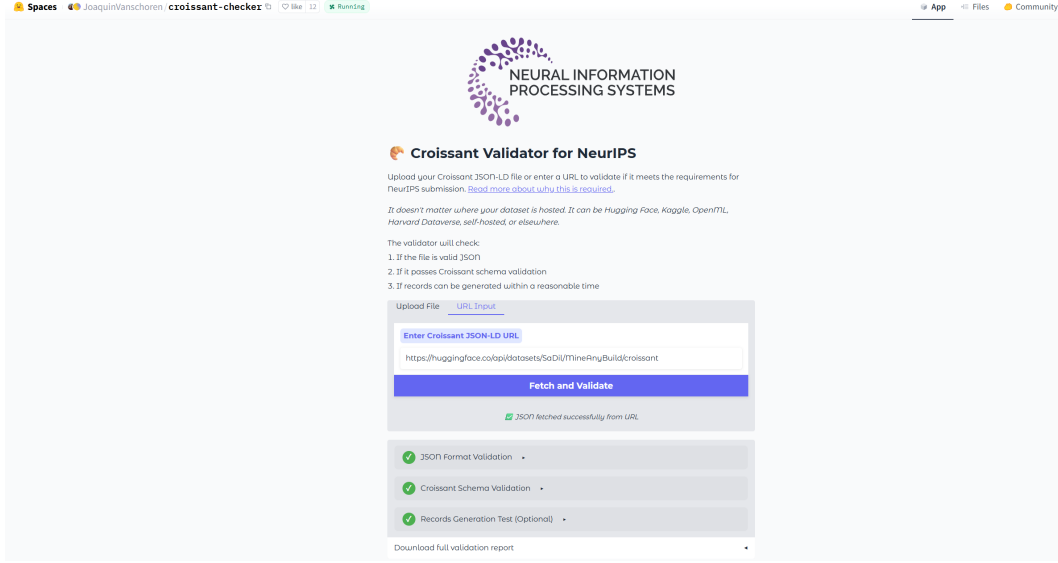 Spaces JoaquinVanschoren/croissant-checker like 12 Running App Files Community
NEURAL INFORMATION
PROCESSING SYSTEMS
Croissant Validator for NeurIPS
Upload your Croissant JSON-LD file or enter a URL to validate if it meets the requirements for
NeurIPS submission. Read more about why this is required.
It doesn't matter where your dataset is hosted. It can be Hugging Face, Kaggle, OpenML,
Harvard Dataverse, self-hosted, or elsewhere.
The validator will check:
1. If the file is valid JSON
2. If it passes Croissant schema validation
3. If records can be generated within a reasonable time
Upload File URL Input
Enter Croissant JSON-LD URL
https://huggingface.co/api/datasets/SaDil/MineAnyBuild/croissant
Fetch and Validate
JSON fetched successfully from URL
JSON Format Validation
Croissant Schema Validation
Records Generation Test (Optional)
Download full validation report